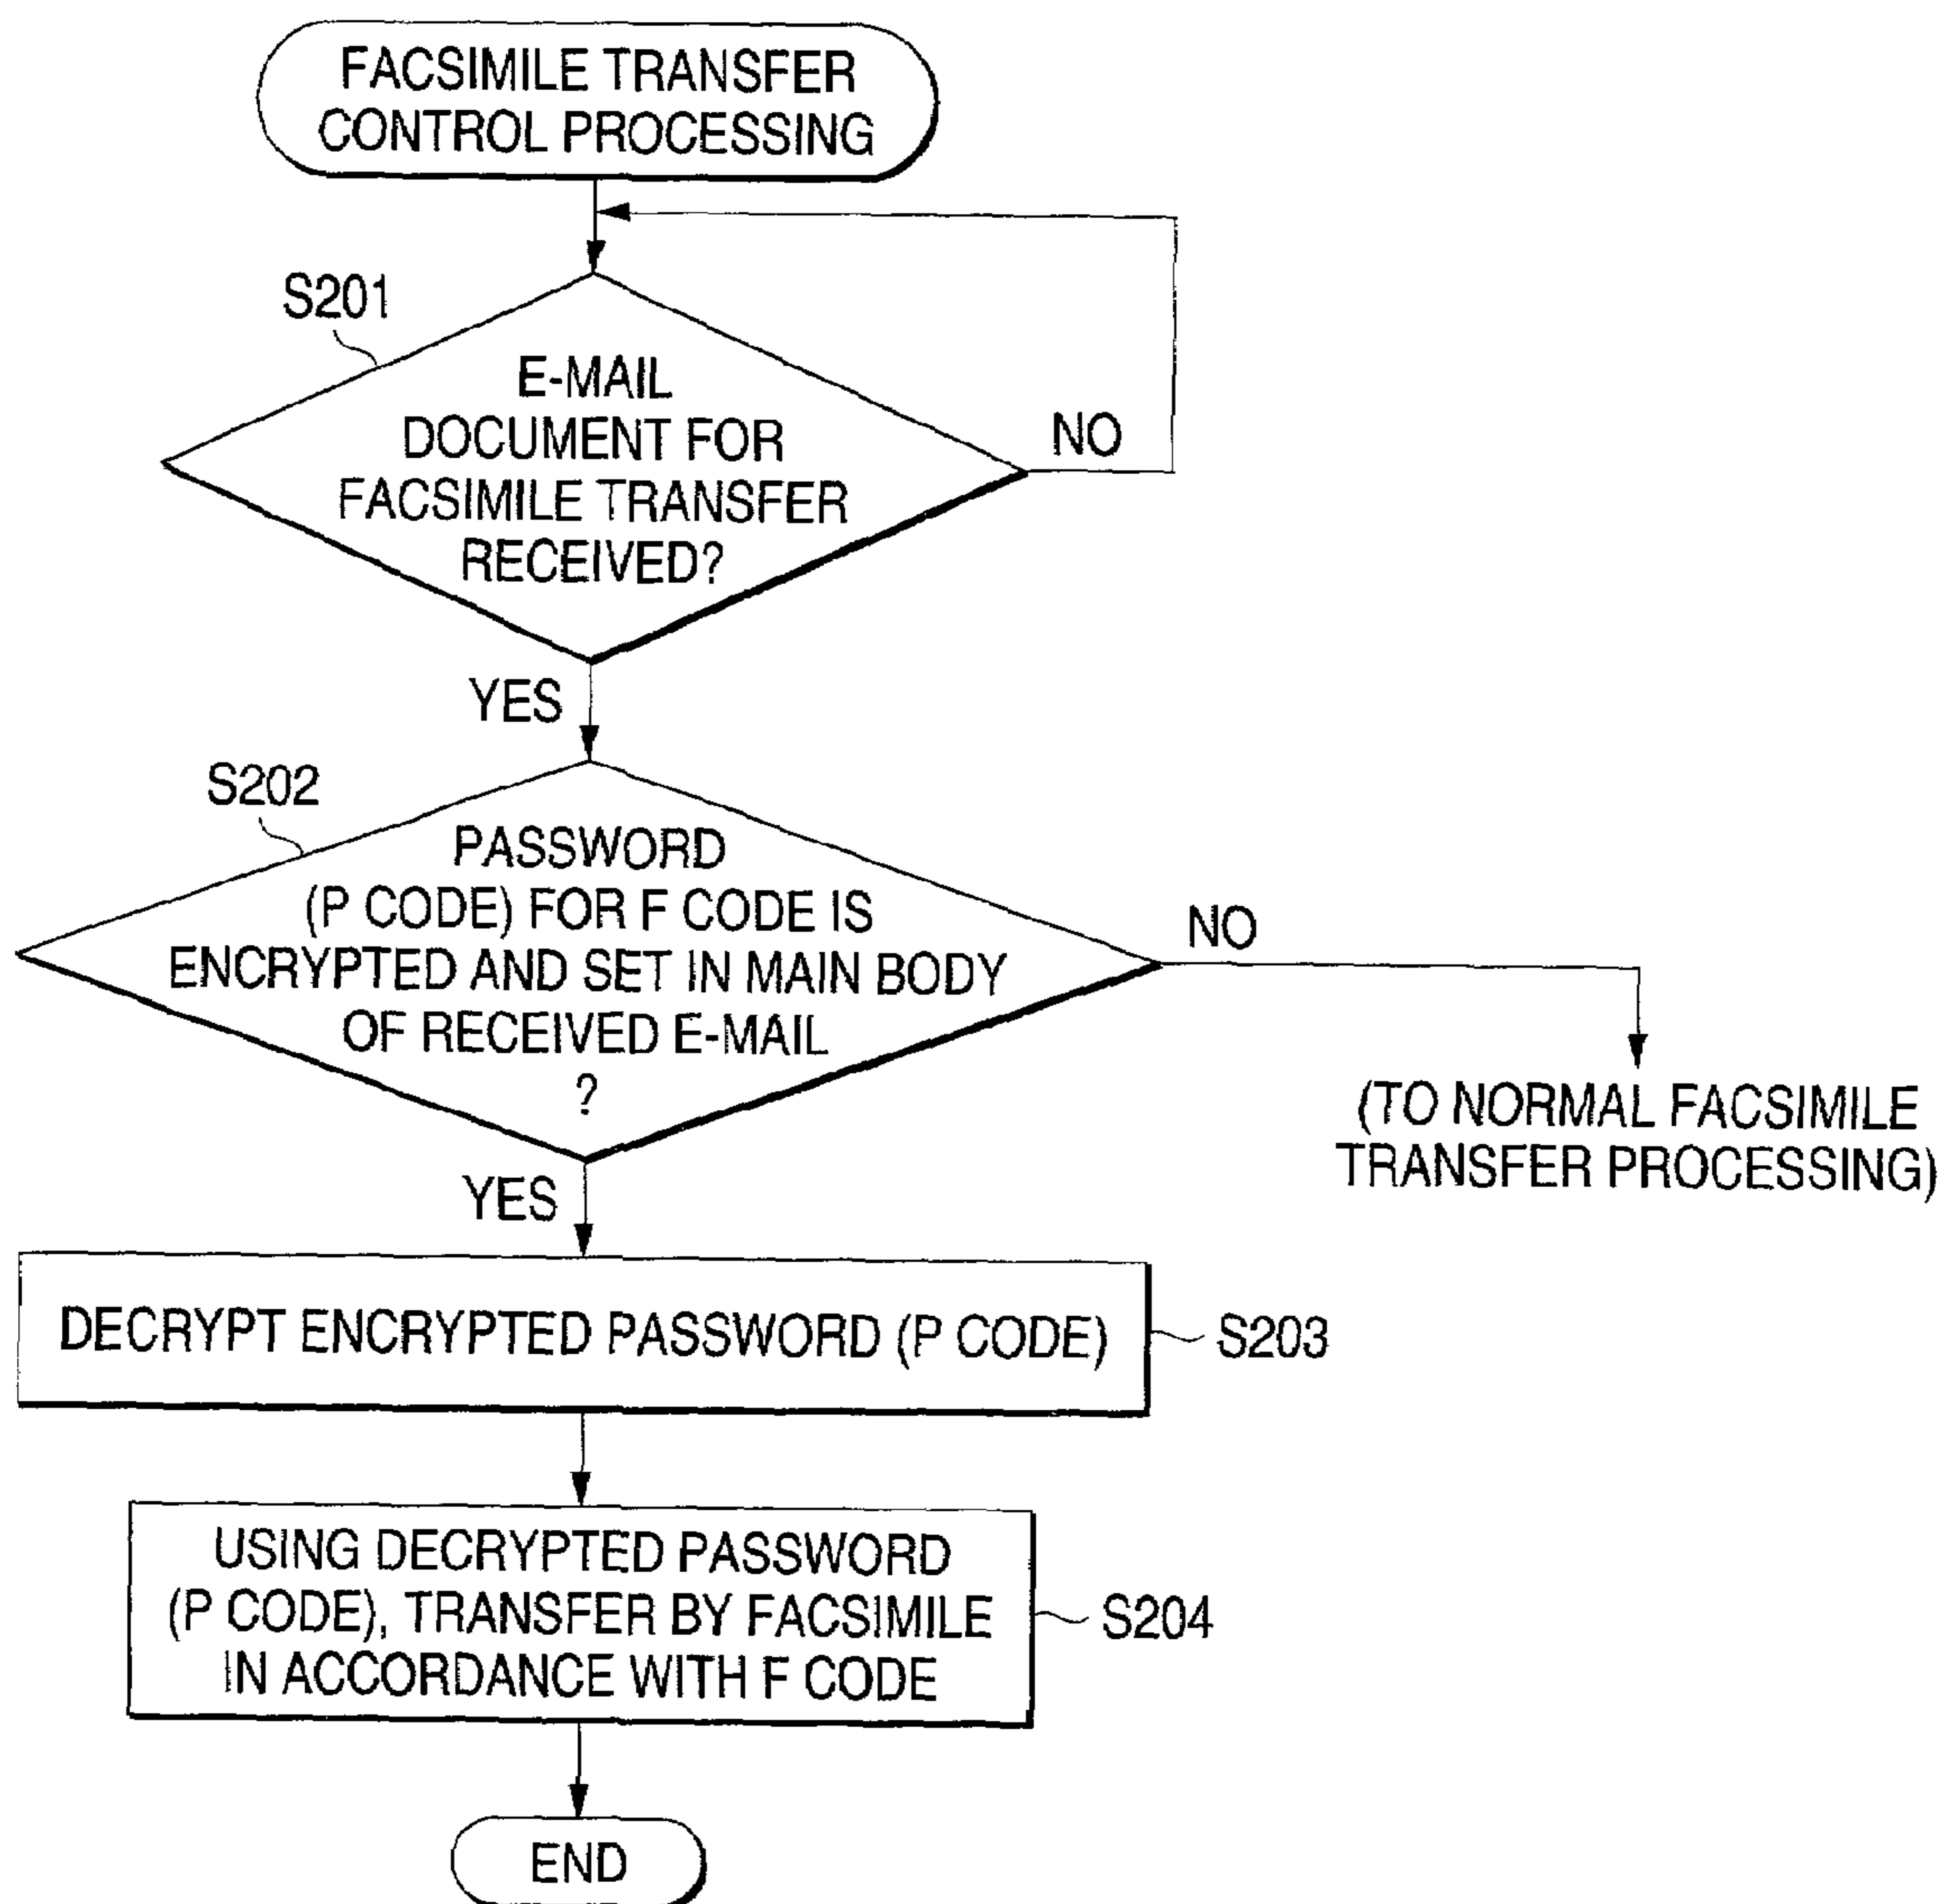 FACSIMILE TRANSFER
CONTROL PROCESSING
S201
E-MAIL
DOCUMENT FOR
FACSIMILE TRANSFER
RECEIVED?
NO
YES
S202
PASSWORD
(P CODE) FOR F CODE IS
ENCRYPTED AND SET IN MAIN BODY
OF RECEIVED E-MAIL
?
NO
(TO NORMAL FACSIMILE
TRANSFER PROCESSING)
YES
DECRYPT ENCRYPTED PASSWORD (P CODE)
S203
USING DECRYPTED PASSWORD
(P CODE), TRANSFER BY FACSIMILE
IN ACCORDANCE WITH F CODE
S204
END